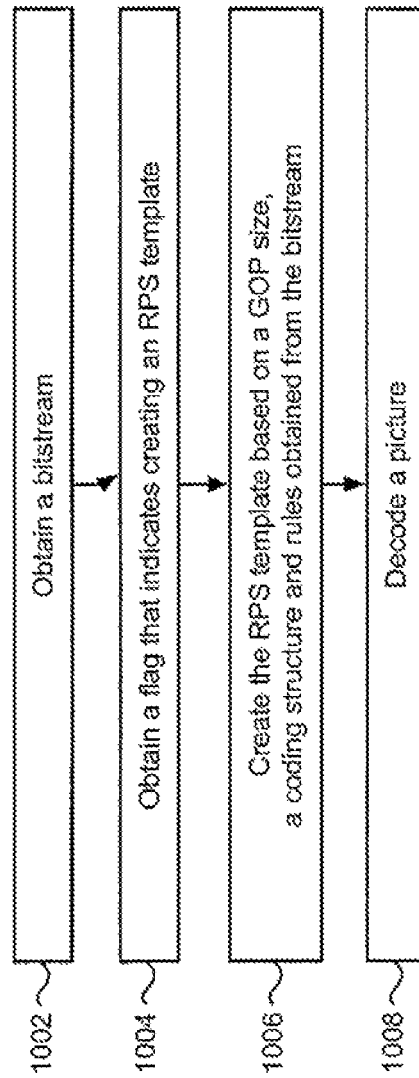 1002
Obtain a bitstream
1004
Obtain a flag that indicates creating an RPS template
1006
Create the RPS template based on a GOP size,
a coding structure and rules obtained from the bitstream
1008
Decode a picture